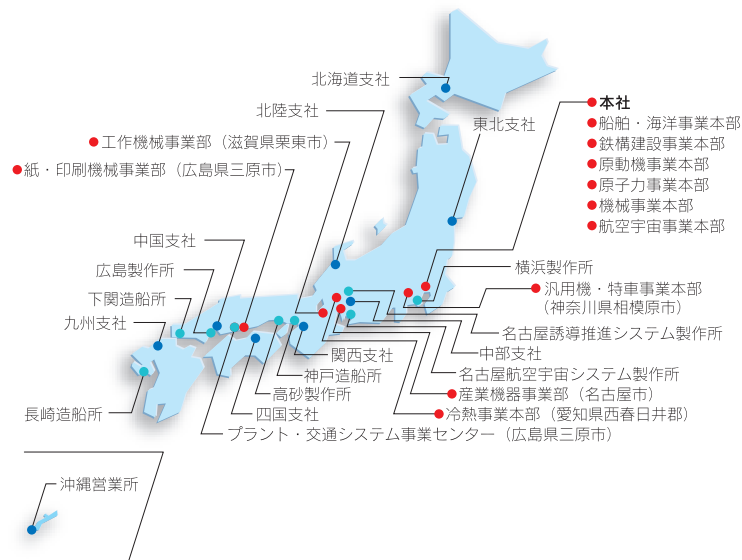 北海道支社
北陸支社
東北支社
本社
船舶・海洋事業本部
鉄構建設事業本部
原動機事業本部
原子力事業本部
機械事業本部
航空宇宙事業本部
工作機械事業部（滋賀県栗東市）
紙・印刷機械事業部（広島県三原市）
中国支社
広島製作所
下関造船所
九州支社
長崎造船所
横浜製作所
汎用機・特車事業本部
（神奈川県相模原市）
名古屋誘導推進システム製作所
中部支社
名古屋航空宇宙システム製作所
産業機器事業部（名古屋市）
冷熱事業本部（愛知県西春日井郡）
関西支社
神戸造船所
高砂製作所
四国支社
プラント・交通システム事業センター（広島県三原市）
沖縄営業所